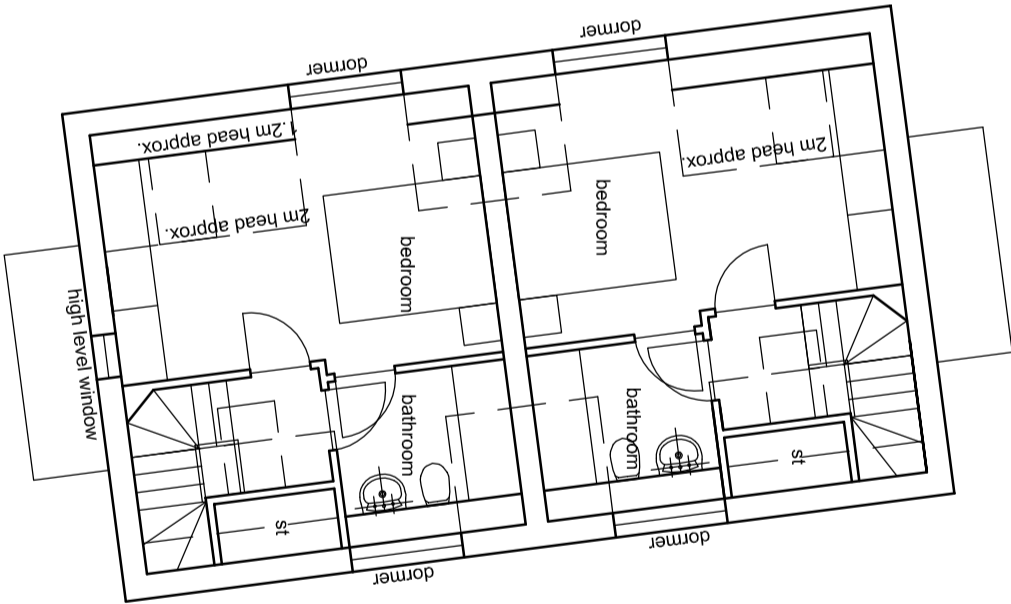 dormer
dormer
1.2m head approx.
2m head approx.
2m head approx.
bedroom
bedroom
high level window
bathroom
bathroom
st
st
dormer
dormer